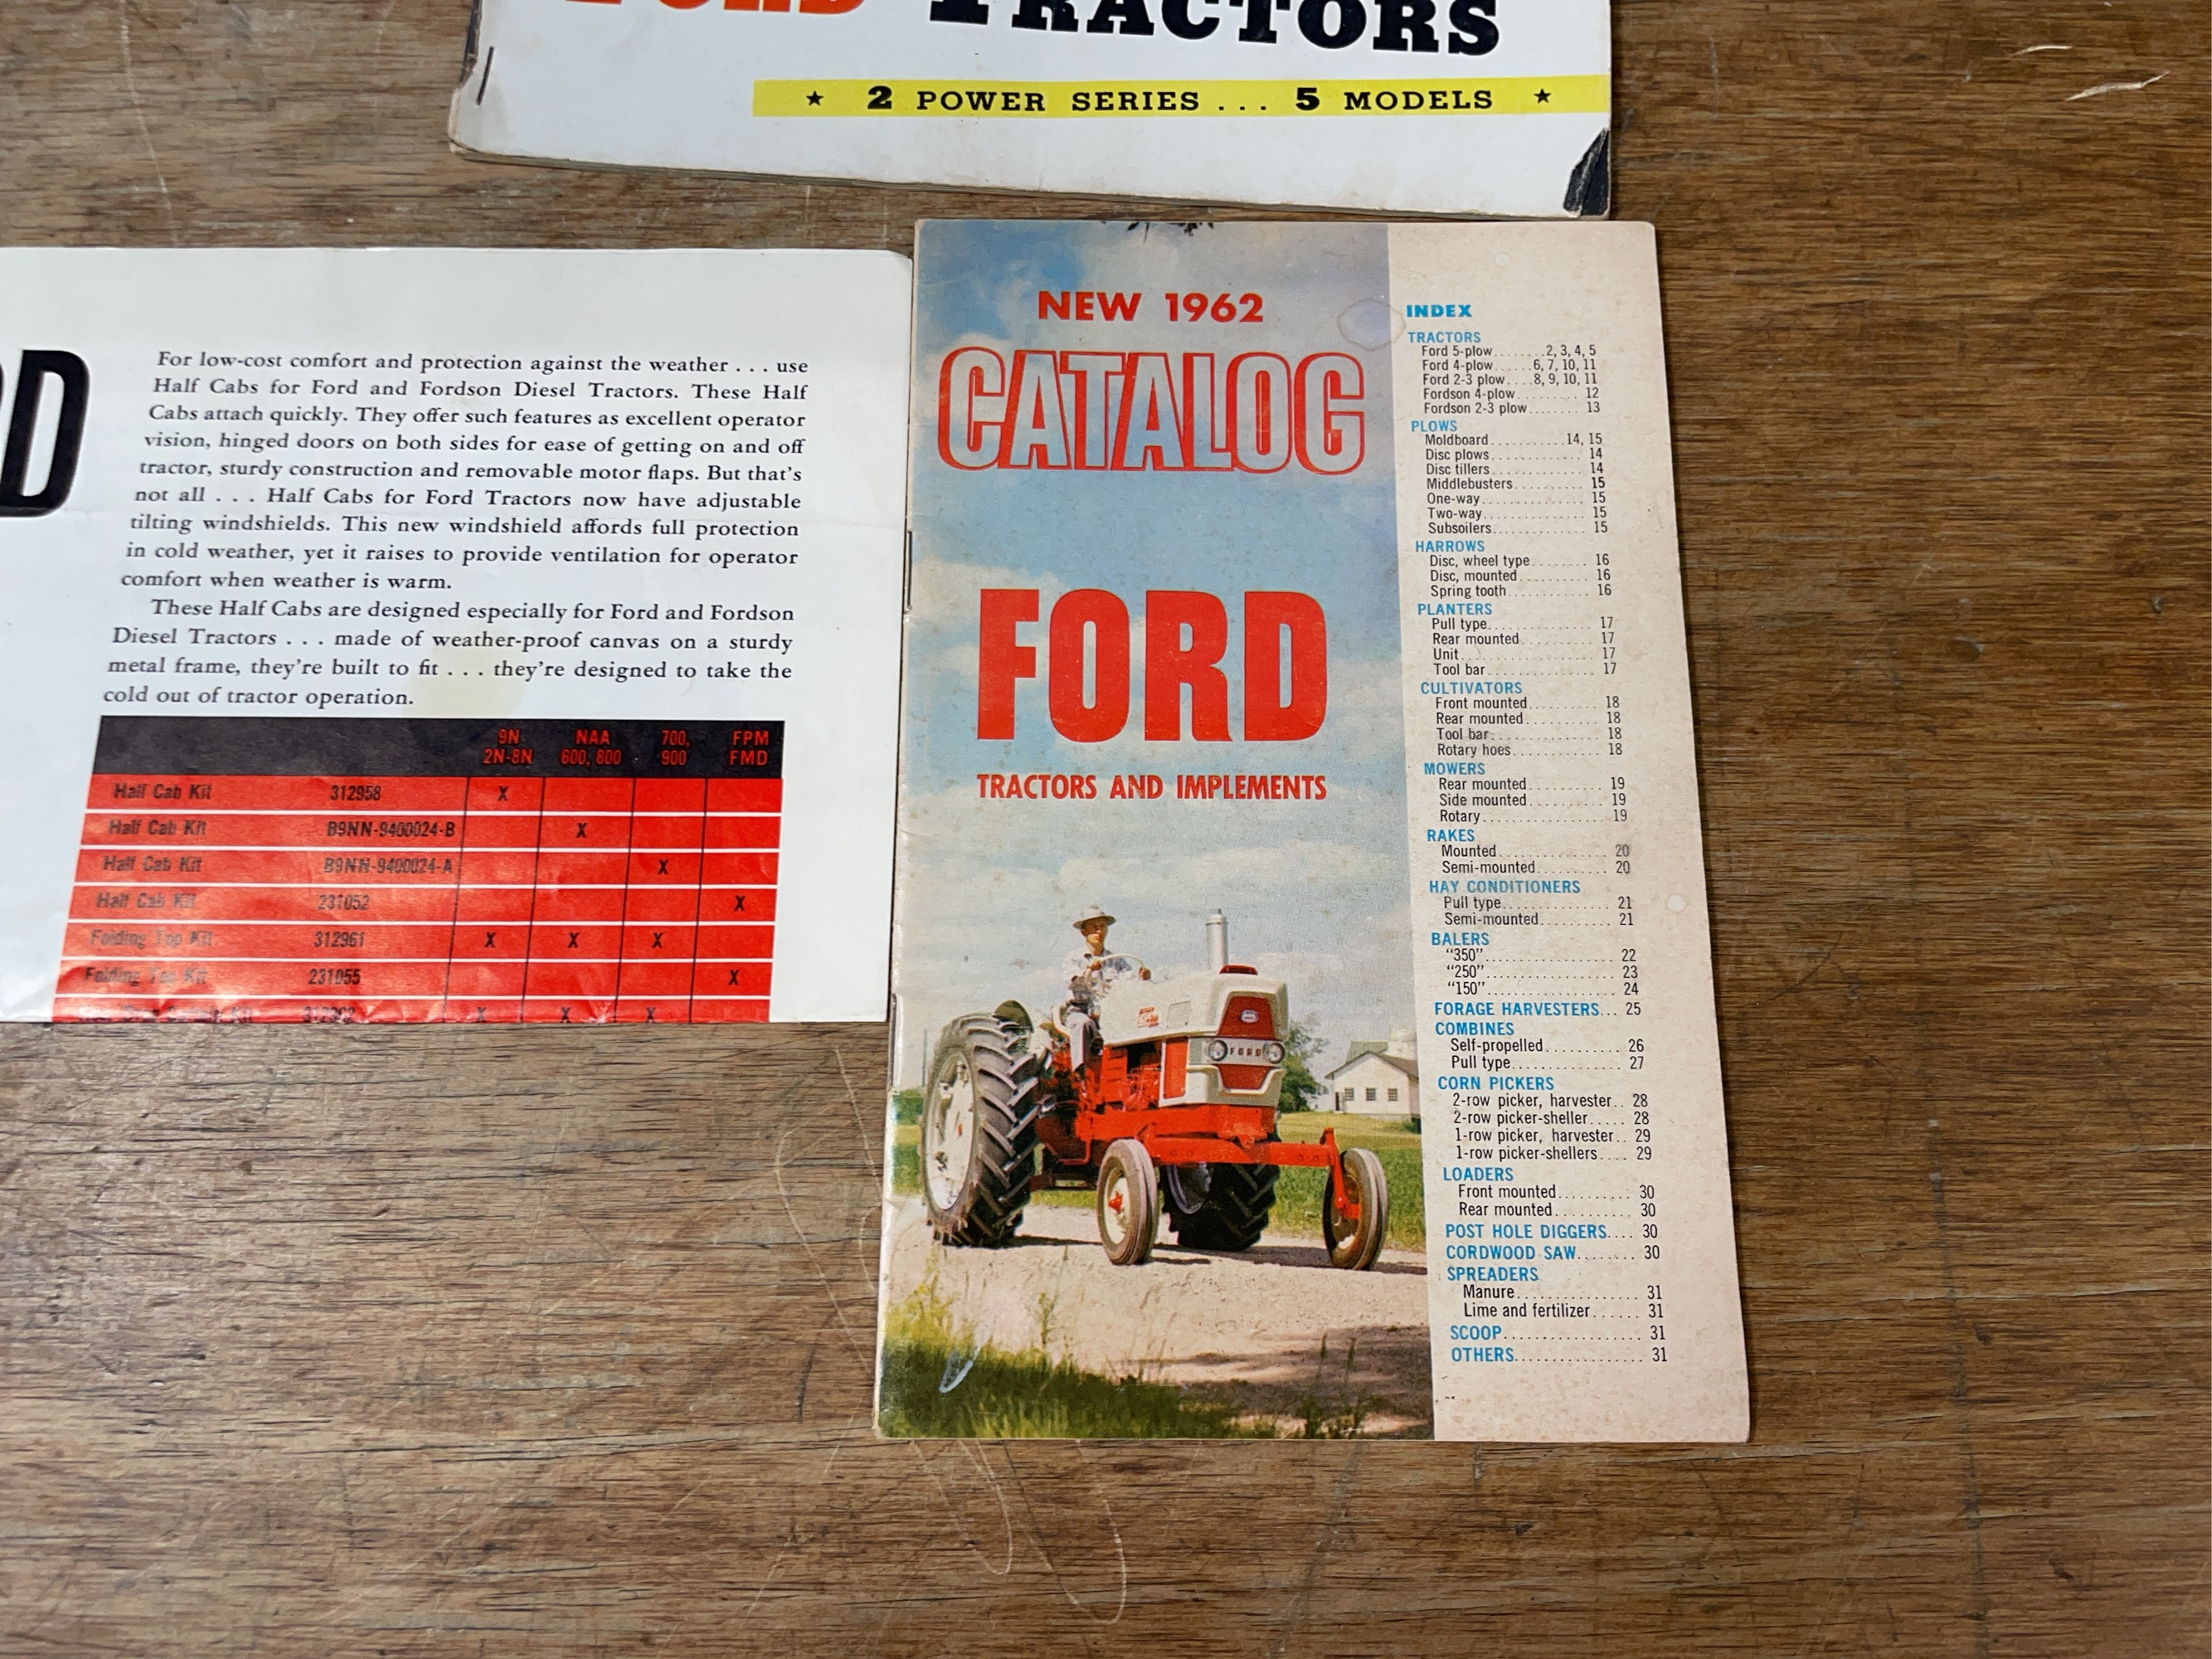 FORD TRACTORS
★ 2 POWER SERIES . . . 5 MODELS ★
For low-cost comfort and protection against the weather . . . use
Half Cabs for Ford and Fordson Diesel Tractors. These Half
Cabs attach quickly. They offer such features as excellent operator
vision, hinged doors on both sides for ease of getting on and off
tractor, sturdy construction and removable motor flaps. But that's
not all . . . Half Cabs for Ford Tractors now have adjustable
tilting windshields. This new windshield affords full protection
in cold weather, yet it raises to provide ventilation for operator
comfort when weather is warm.
These Half Cabs are designed especially for Ford and Fordson
Diesel Tractors . . . made of weather-proof canvas on a sturdy
metal frame, they're built to fit . . . they're designed to take the
cold out of tractor operation.
9N 2N-8N NAA 600, 800 700, 900 FPM FMD
Half Cab Kit 312958 X
Half Cab Kit B9NN-9400024-B X
Half Cab Kit B9NN-9400024-A X
Half Cab Kit 231052 X
Folding Top Kit 312961 X X X
Folding Top Kit 231055 X
Kit X X X
NEW 1962
CATALOG
FORD
TRACTORS AND IMPLEMENTS
FORD
INDEX
TRACTORS
Ford 5-plow........2, 3, 4, 5
Ford 4-plow......6, 7, 10, 11
Ford 2-3 plow....8, 9, 10, 11
Fordson 4-plow......... 12
Fordson 2-3 plow....... 13
PLOWS
Moldboard..........14, 15
Disc plows............. 14
Disc tillers............. 14
Middlebusters.......... 15
One-way.............. 15
Two-way.............. 15
Subsoilers............. 15
HARROWS
Disc, wheel type........ 16
Disc, mounted.......... 16
Spring tooth............ 16
PLANTERS
Pull type............... 17
Rear mounted.......... 17
Unit.................. 17
Tool bar............... 17
CULTIVATORS
Front mounted.......... 18
Rear mounted.......... 18
Tool bar............... 18
Rotary hoes............ 18
MOWERS
Rear mounted.......... 19
Side mounted.......... 19
Rotary................ 19
RAKES
Mounted.............. 20
Semi-mounted.......... 20
HAY CONDITIONERS
Pull type............... 21
Semi-mounted.......... 21
BALERS
"350"................. 22
"250"................. 23
"150"................. 24
FORAGE HARVESTERS... 25
COMBINES
Self-propelled.......... 26
Pull type.............. 27
CORN PICKERS
2-row picker, harvester.. 28
2-row picker-sheller..... 28
1-row picker, harvester.. 29
1-row picker-shellers.... 29
LOADERS
Front mounted.......... 30
Rear mounted.......... 30
POST HOLE DIGGERS.... 30
CORDWOOD SAW........ 30
SPREADERS
Manure............... 31
Lime and fertilizer...... 31
SCOOP................ 31
OTHERS............... 31